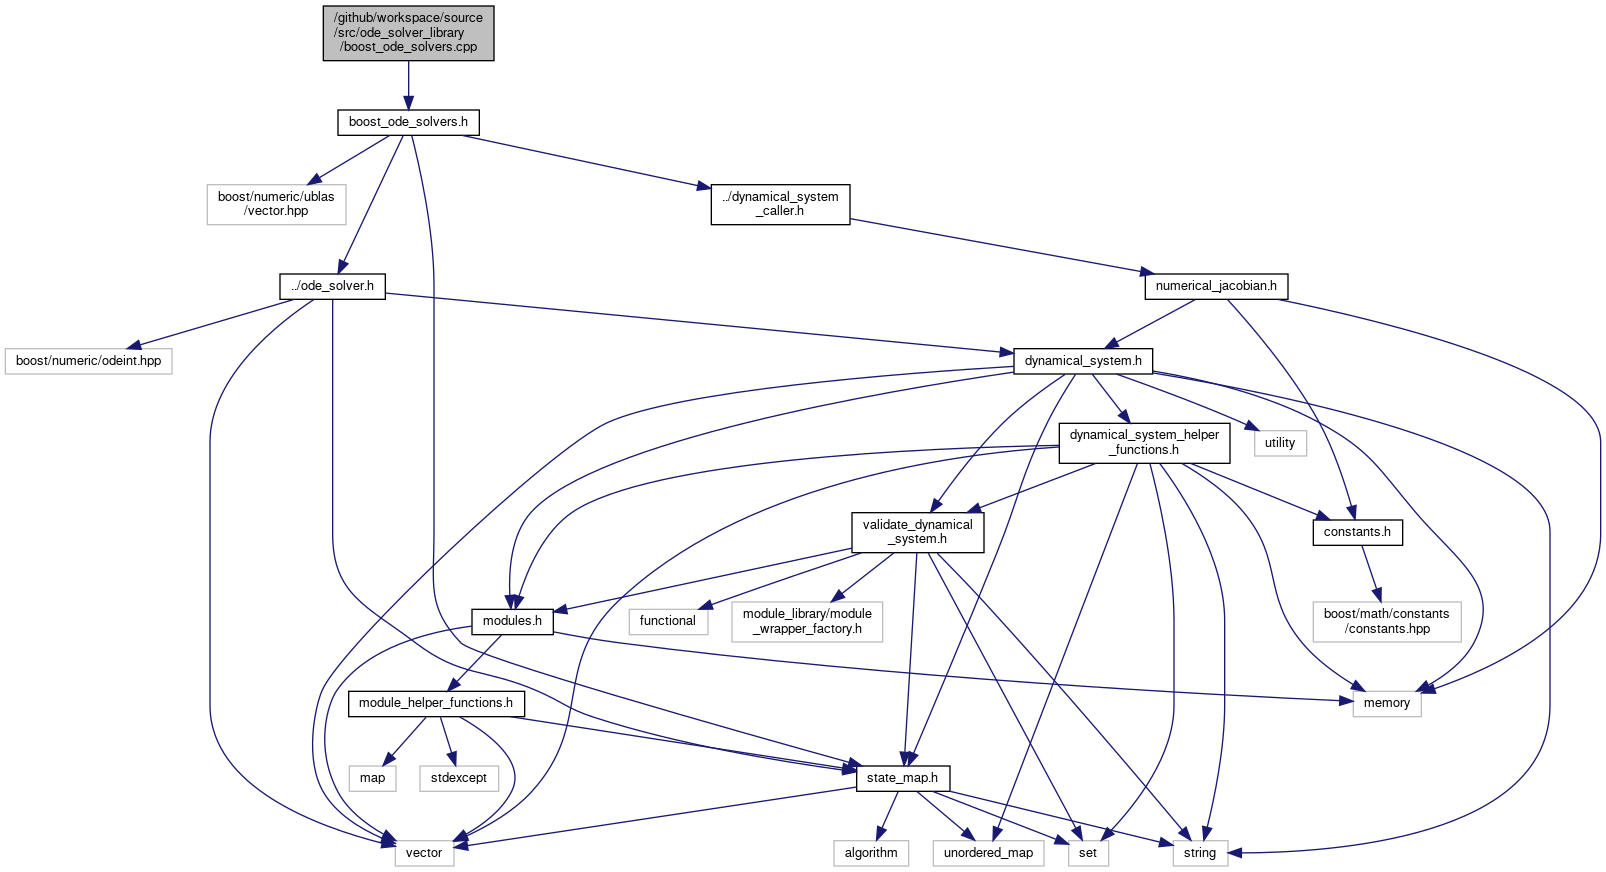 /github/workspace/source
/src/ode_solver_library
/boost_ode_solvers.cpp
boost_ode_solvers.h
boost/numeric/ublas
/vector.hpp
../dynamical_system
_caller.h
../ode_solver.h
numerical_jacobian.h
boost/numeric/odeint.hpp
dynamical_system.h
dynamical_system_helper
_functions.h
utility
validate_dynamical
_system.h
constants.h
modules.h
functional
module_library/module
_wrapper_factory.h
boost/math/constants
/constants.hpp
module_helper_functions.h
memory
map
stdexcept
state_map.h
vector
algorithm
unordered_map
set
string